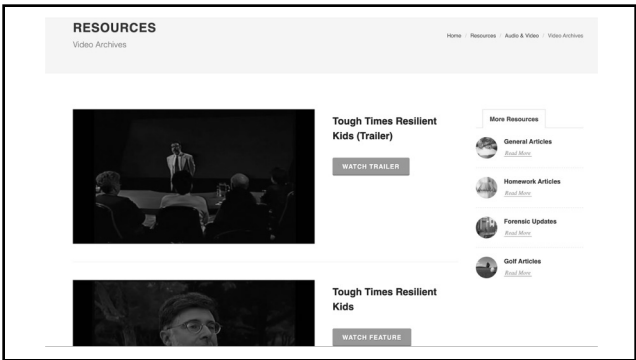 RESOURCES
Video Archives
Home | Resources | Audio & Video | Video Archives
Tough Times Resilient
Kids (Trailer)
WATCH TRAILER
More Resources
General Articles
Read More
Homework Articles
Read More
Forensic Updates
Read More
Golf Articles
Read More
Tough Times Resilient
Kids
WATCH FEATURE